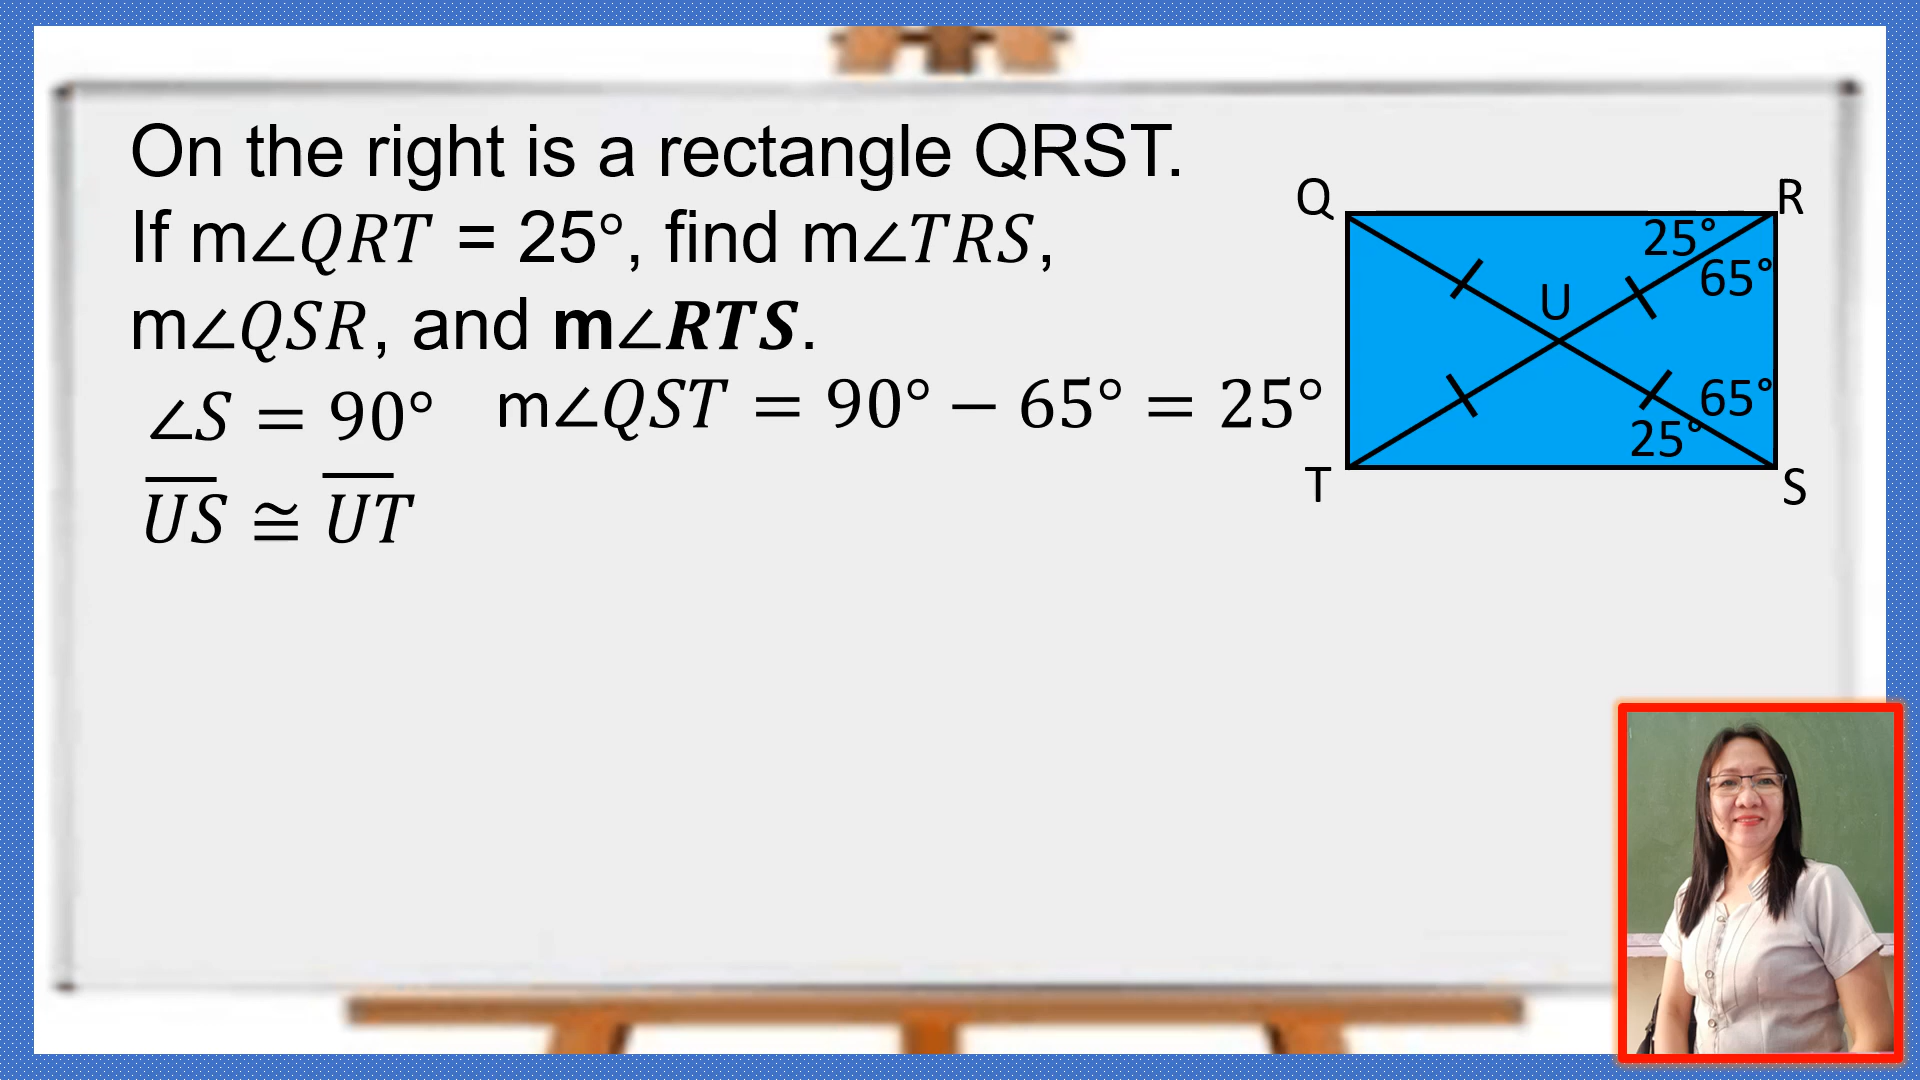 On the right is a rectangle QRST.
If m∠QRT = 25°, find m∠TRS,
m∠QSR, and m∠RTS.
∠S = 90° m∠QST = 90° − 65° = 25°
US ≅ UT
Q
R
25°
65°
U
65°
25°
T
S